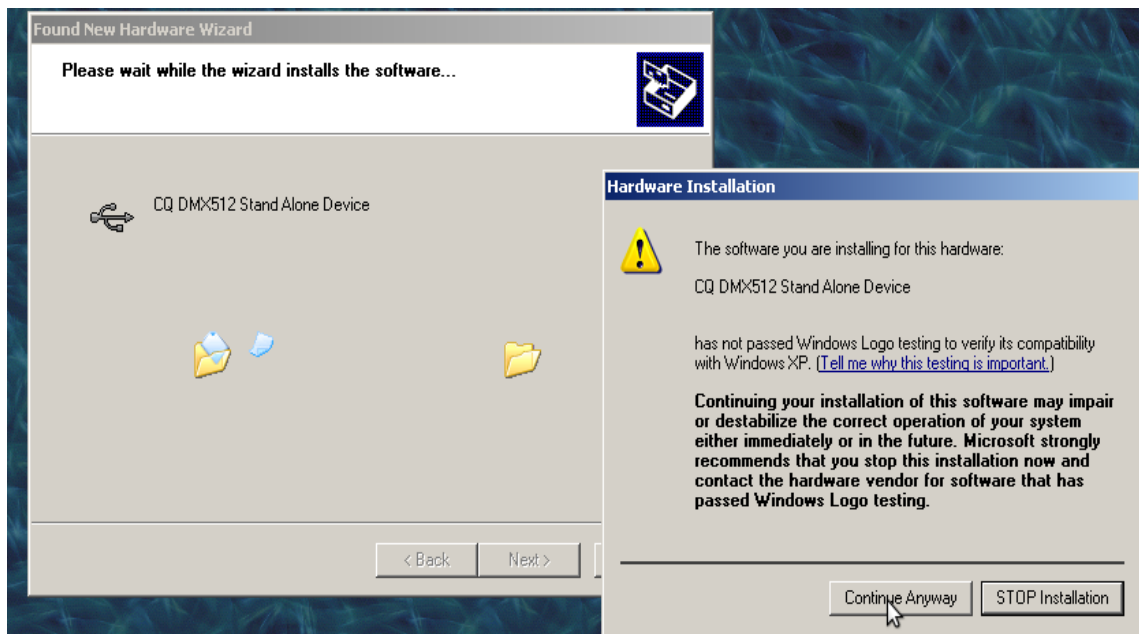 Found New Hardware Wizard
Please wait while the wizard installs the software...
CQ DMX512 Stand Alone Device
< Back
Next >
Hardware Installation
The software you are installing for this hardware:
CQ DMX512 Stand Alone Device
has not passed Windows Logo testing to verify its compatibility
with Windows XP. (Tell me why this testing is important.)
Continuing your installation of this software may impair
or destabilize the correct operation of your system
either immediately or in the future. Microsoft strongly
recommends that you stop this installation now and
contact the hardware vendor for software that has
passed Windows Logo testing.
Continue Anyway
STOP Installation